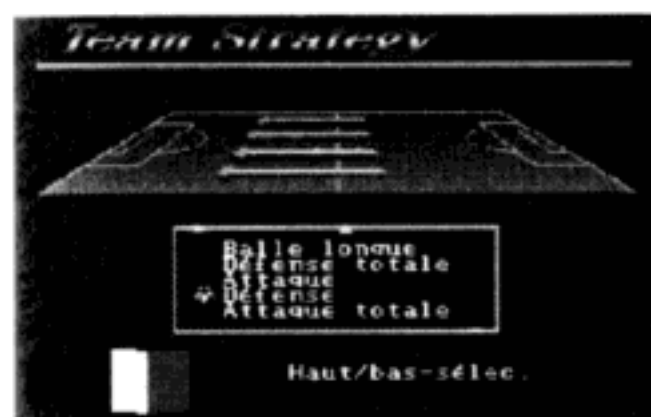 Team Strategy
Balle longue
Défense totale
Attaque
Défense
Attaque totale
Haut/bas-sélec.